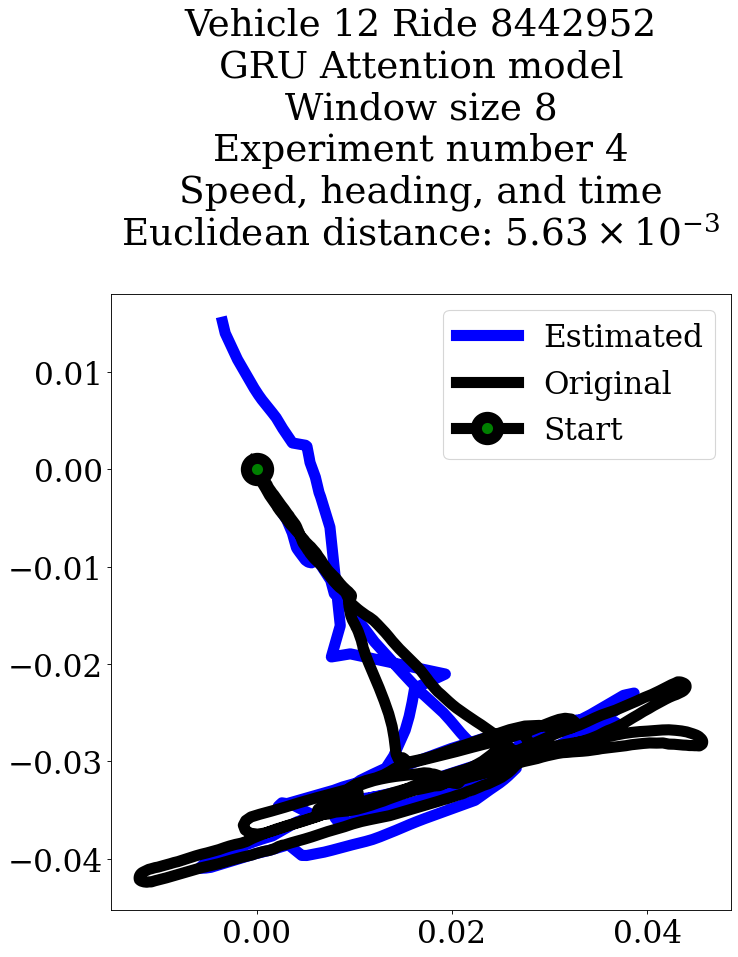 Vehicle 12 Ride 8442952
GRU Attention model
Window size 8
Experiment number 4
Speed, heading, and time
Euclidean distance: 5.63 × 10⁻³
Estimated
Original
Start
0.01
0.00
−0.01
−0.02
−0.03
−0.04
0.00 0.02 0.04